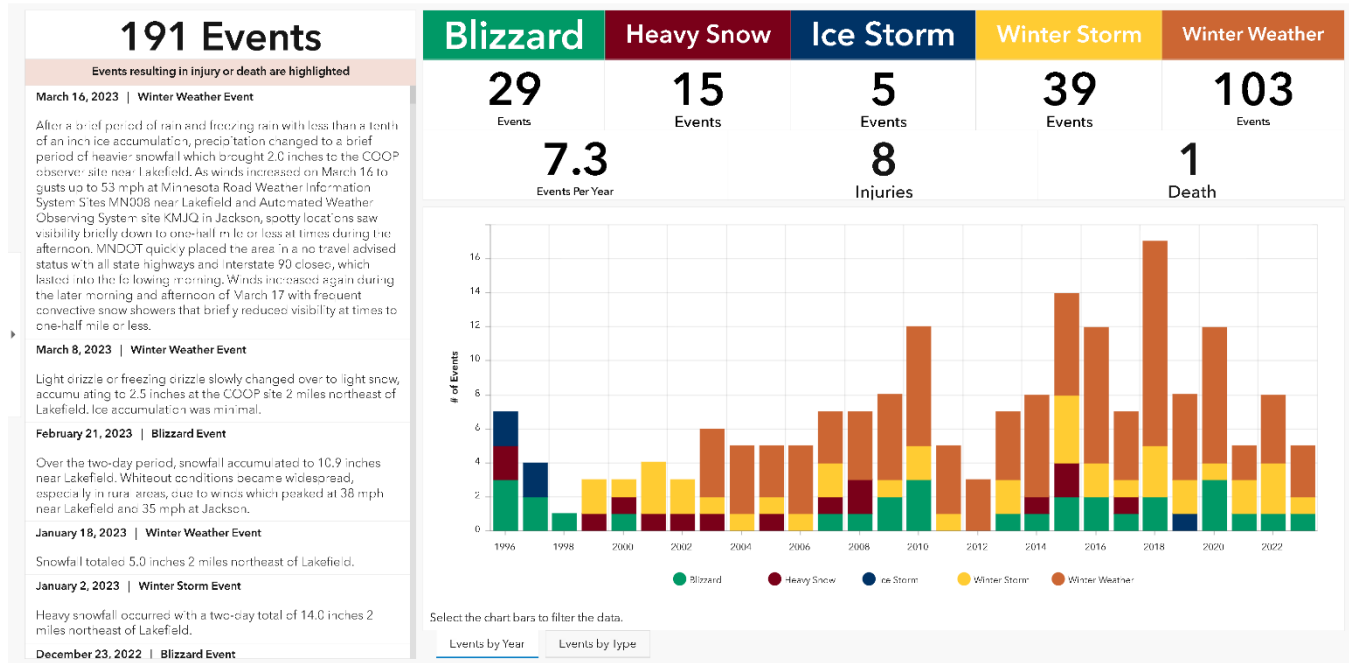 191 Events
Events resulting in injury or death are highlighted
March 16, 2023 | Winter Weather Event
After a brief period of rain and freezing rain with less than a tenth
of an inch ice accumulation, precipitation changed to a brief
period of heavier snowfall which brought 2.0 inches to the COOP
observer site near Lakefield. As winds increased on March 16 to
gusts up to 53 mph at Minnesota Road Weather Information
System Sites MN008 near Lakefield and Automated Weather
Observing System site KMJQ in Jackson, spotty locations saw
visibility briefly down to one-half mile or less at times during the
afternoon. MNDOT quickly placed the area in a no travel advised
status with all state highways and Interstate 90 closed, which
lasted into the following morning. Winds increased again during
the later morning and afternoon of March 17 with frequent
convective snow showers that briefly reduced visibility at times to
one-half mile or less.
March 8, 2023 | Winter Weather Event
Light drizzle or freezing drizzle slowly changed over to light snow,
accumulating to 2.5 inches at the COOP site 2 miles northeast of
Lakefield. Ice accumulation was minimal.
February 21, 2023 | Blizzard Event
Over the two-day period, snowfall accumulated to 10.9 inches
near Lakefield. Whiteout conditions became widespread,
especially in rural areas, due to winds which peaked at 38 mph
near Lakefield and 35 mph at Jackson.
January 18, 2023 | Winter Weather Event
Snowfall totaled 5.0 inches 2 miles northeast of Lakefield.
January 2, 2023 | Winter Storm Event
Heavy snowfall occurred with a two-day total of 14.0 inches 2
miles northeast of Lakefield.
December 23, 2022 | Blizzard Event
Blizzard Heavy Snow Ice Storm Winter Storm Winter Weather
29 15 5 39 103
Events Events Events Events Events
7.3 8 1
Events Per Year Injuries Death
# of Events
16
14
12
10
8
6
4
2
0
1996 1998 2000 2002 2004 2006 2008 2010 2012 2014 2016 2018 2020 2022
Blizzard Heavy Snow Ice Storm Winter Storm Winter Weather
Select the chart bars to filter the data.
Events by Year Events by Type